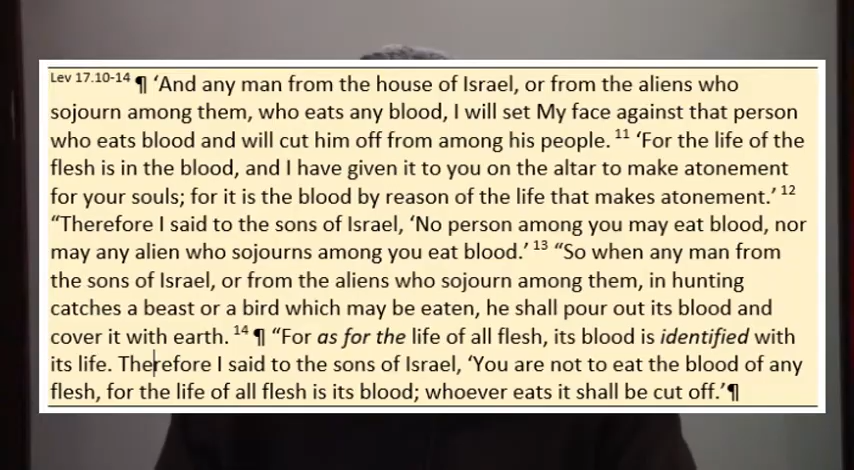 Lev 17.10-14 ¶ ‘And any man from the house of Israel, or from the aliens who
sojourn among them, who eats any blood, I will set My face against that person
who eats blood and will cut him off from among his people. 11 ‘For the life of the
flesh is in the blood, and I have given it to you on the altar to make atonement
for your souls; for it is the blood by reason of the life that makes atonement.’ 12
“Therefore I said to the sons of Israel, ‘No person among you may eat blood, nor
may any alien who sojourns among you eat blood.’ 13 “So when any man from
the sons of Israel, or from the aliens who sojourn among them, in hunting
catches a beast or a bird which may be eaten, he shall pour out its blood and
cover it with earth. 14 ¶ “For as for the life of all flesh, its blood is identified with
its life. Therefore I said to the sons of Israel, ‘You are not to eat the blood of any
flesh, for the life of all flesh is its blood; whoever eats it shall be cut off.’¶